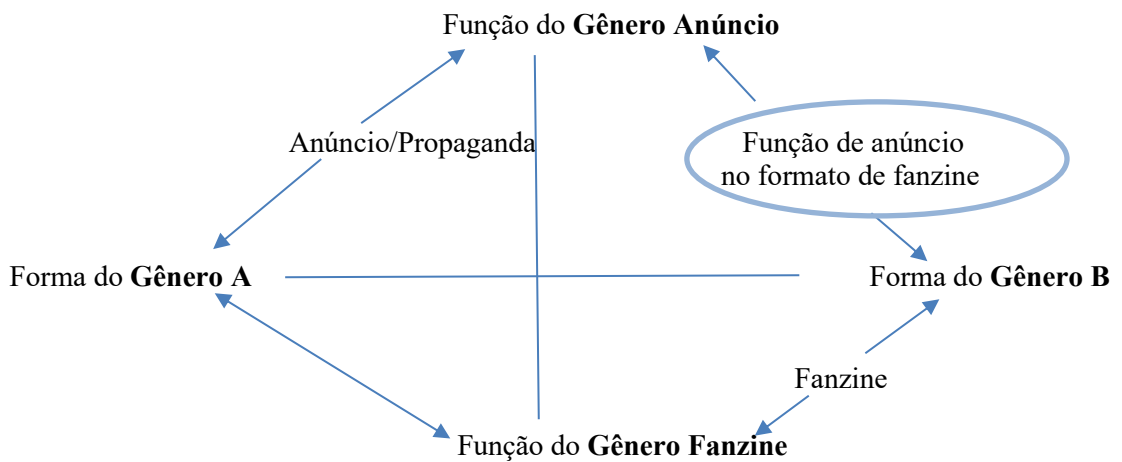 Função do Gênero Anúncio
Anúncio/Propaganda
Função de anúncio
no formato de fanzine
Forma do Gênero A
Forma do Gênero B
Fanzine
Função do Gênero Fanzine